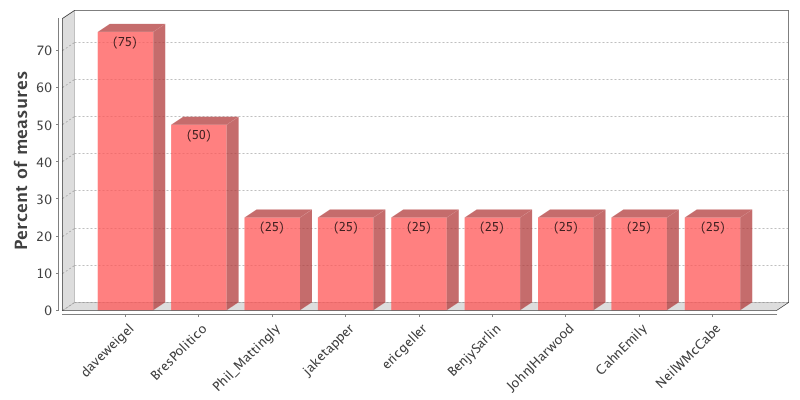 Percent of measures
70
60
50
40
30
20
10
0
(75)
(50)
(25)
(25)
(25)
(25)
(25)
(25)
(25)
daveweigel
BresPolitico
Phil_Mattingly
jaketapper
ericgeller
BenjySarlin
JohnJHarwood
CahnEmily
NeilWMcCabe